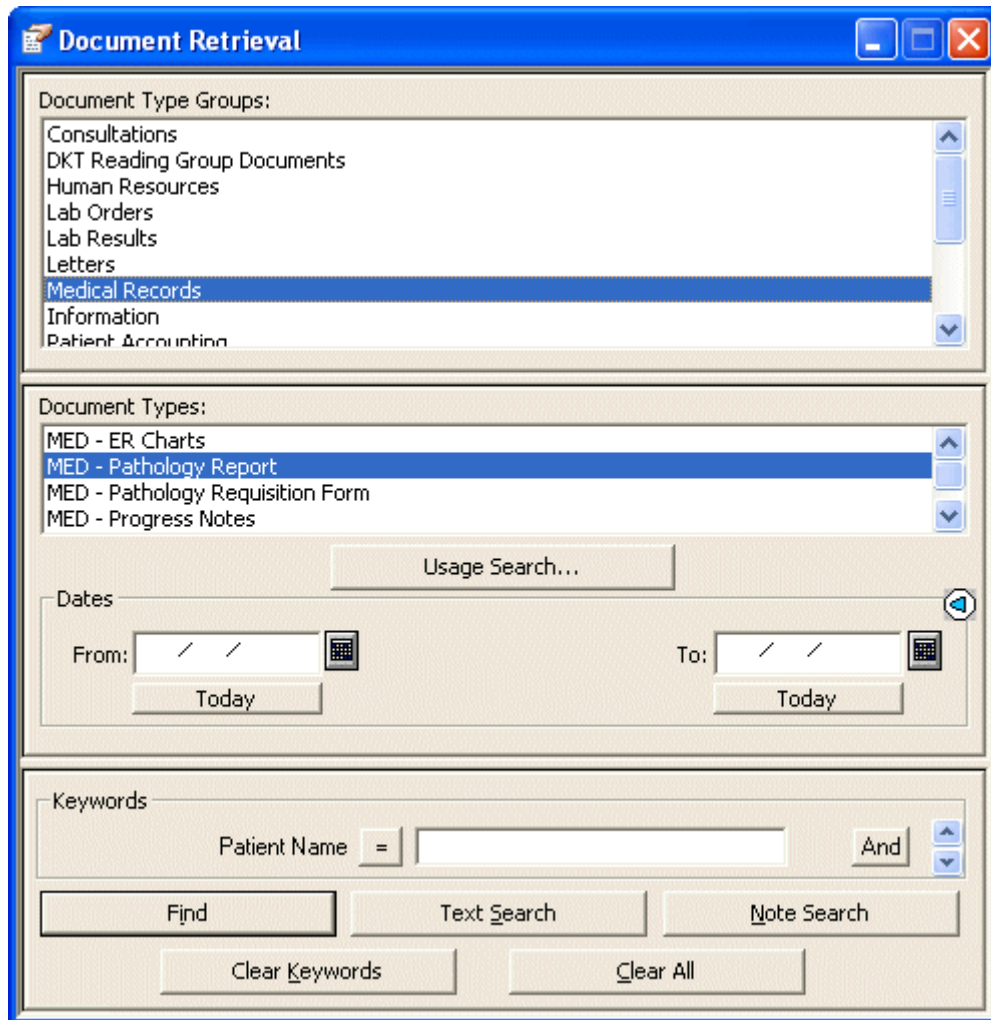 Document Retrieval
Document Type Groups:
Consultations
DKT Reading Group Documents
Human Resources
Lab Orders
Lab Results
Letters
Medical Records
Information
Patient Accounting
Document Types:
MED - ER Charts
MED - Pathology Report
MED - Pathology Requisition Form
MED - Progress Notes
Usage Search...
Dates
From: / / To: / /
Today Today
Keywords
Patient Name = And
Find Text Search Note Search
Clear Keywords Clear All